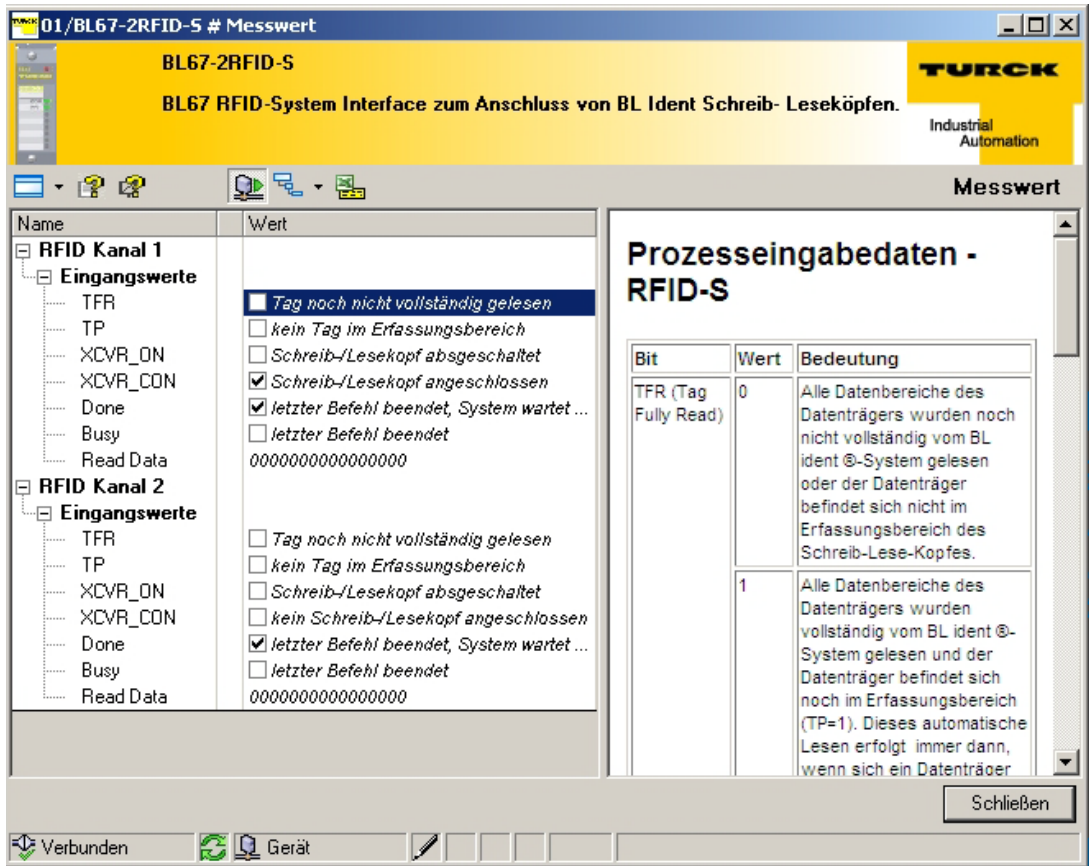 01/BL67-2RFID-S # Messwert
BL67-2RFID-S
BL67 RFID-System Interface zum Anschluss von BL Ident Schreib- Leseköpfen.
TURCK
Industrial
Automation
Messwert
Name Wert
RFID Kanal 1
Eingangswerte
TFR Tag noch nicht vollständig gelesen
TP kein Tag im Erfassungsbereich
XCVR_ON Schreib-/Lesekopf absgeschaltet
XCVR_CON Schreib-/Lesekopf angeschlossen
Done letzter Befehl beendet, System wartet ...
Busy letzter Befehl beendet
Read Data 0000000000000000
RFID Kanal 2
Eingangswerte
TFR Tag noch nicht vollständig gelesen
TP kein Tag im Erfassungsbereich
XCVR_ON Schreib-/Lesekopf absgeschaltet
XCVR_CON kein Schreib-/Lesekopf angeschlossen
Done letzter Befehl beendet, System wartet ...
Busy letzter Befehl beendet
Read Data 0000000000000000
Prozesseingabedaten -
RFID-S
Bit Wert Bedeutung
TFR (Tag 0 Alle Datenbereiche des
Fully Read) Datenträgers wurden noch
nicht vollständig vom BL
ident ®-System gelesen
oder der Datenträger
befindet sich nicht im
Erfassungsbereich des
Schreib-Lese-Kopfes.
1 Alle Datenbereiche des
Datenträgers wurden
vollständig vom BL ident ®-
System gelesen und der
Datenträger befindet sich
noch im Erfassungsbereich
(TP=1). Dieses automatische
Lesen erfolgt immer dann,
wenn sich ein Datenträger
Schließen
Verbunden Gerät